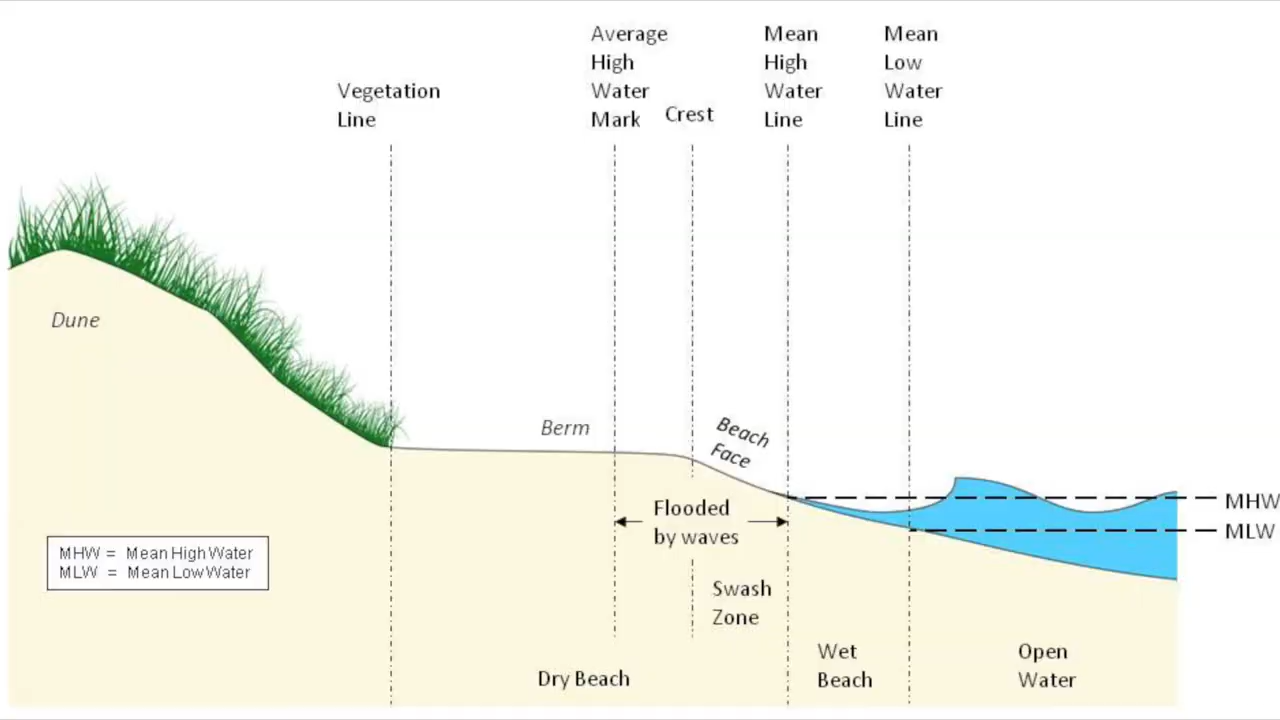 Average
High
Water
Mark
Mean
High
Water
Line
Mean
Low
Water
Line
Vegetation
Line
Crest
Dune
Berm
Beach
Face
MHW
MLW
Flooded
by waves
MHW = Mean High Water
MLW = Mean Low Water
Swash
Zone
Wet
Beach
Open
Water
Dry Beach